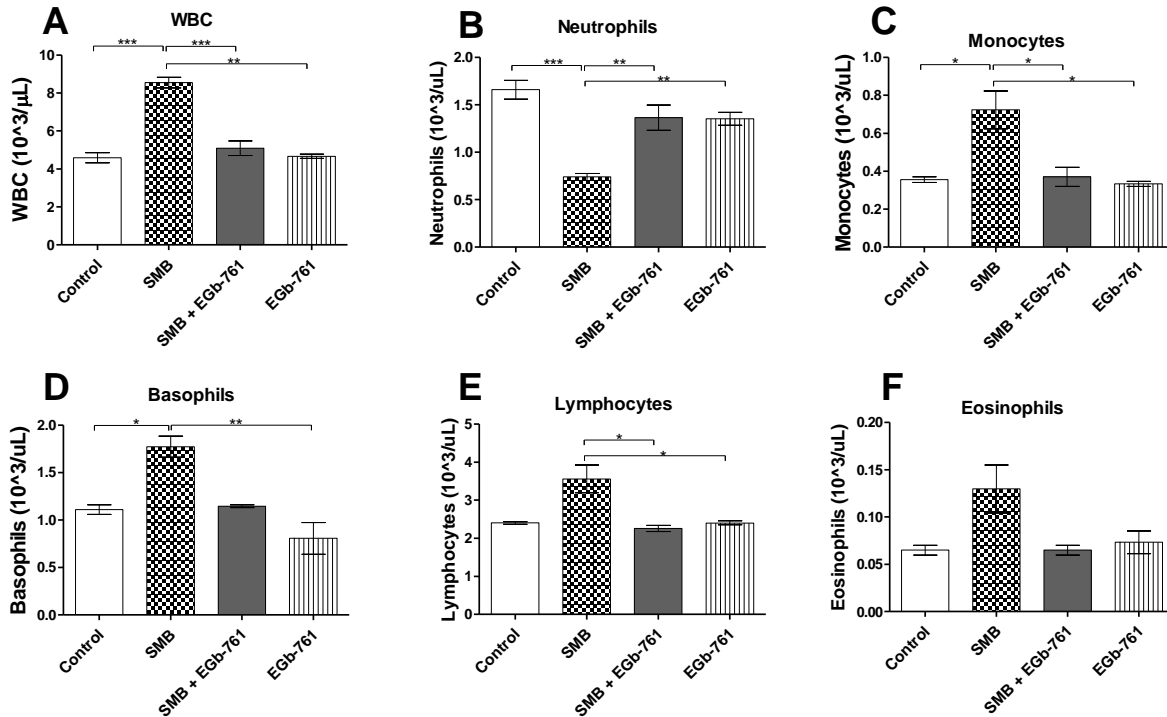 A
WBC
WBC (10^3/μL)
10
8
6
4
2
0
***
***
**
Control
SMB
SMB + EGb-761
EGb-761
B
Neutrophils
Neutrophils (10^3/uL)
2.0
1.5
1.0
0.5
0.0
***
**
**
Control
SMB
SMB + EGb-761
EGb-761
C
Monocytes
Monocytes (10^3/uL)
1.0
0.8
0.6
0.4
0.2
0.0
*
*
*
Control
SMB
SMB + EGb-761
EGb-761
D
Basophils
Basophils (10^3/uL)
2.0
1.5
1.0
0.5
0.0
*
**
Control
SMB
SMB + EGb-761
EGb-761
E
Lymphocytes
Lymphocytes (10^3/uL)
5
4
3
2
1
0
*
*
Control
SMB
SMB + EGb-761
EGb-761
F
Eosinophils
Eosinophils (10^3/uL)
0.20
0.15
0.10
0.05
0.00
Control
SMB
SMB + EGb-761
EGb-761